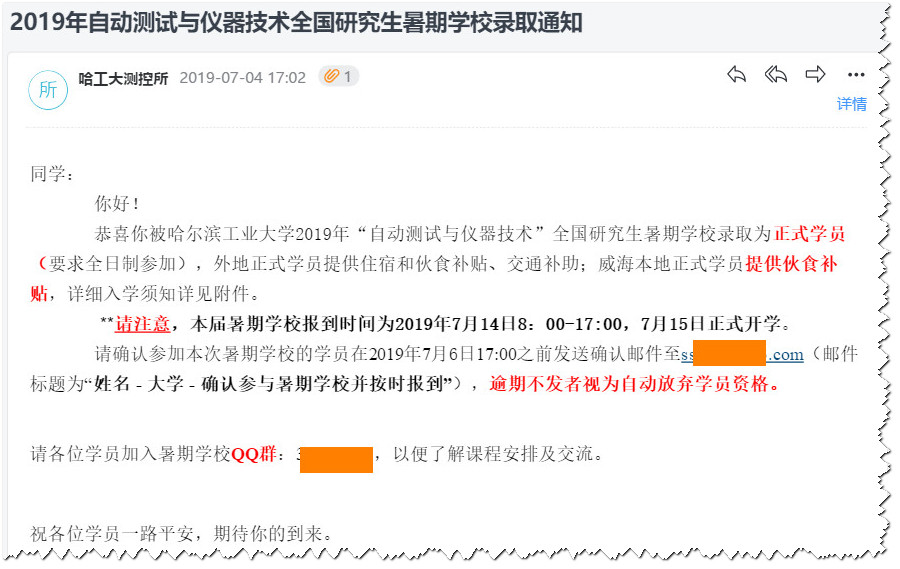 2019年自动测试与仪器技术全国研究生暑期学校录取通知
所 哈工大测控所 2019-07-04 17:02 1
详情
同学：
你好！
恭喜你被哈尔滨工业大学2019年“自动测试与仪器技术”全国研究生暑期学校录取为正式学员
（要求全日制参加），外地正式学员提供住宿和伙食补贴、交通补助；威海本地正式学员提供伙食补
贴，详细入学须知详见附件。
**请注意，本届暑期学校报到时间为2019年7月14日8：00-17:00，7月15日正式开学。
请确认参加本次暑期学校的学员在2019年7月6日17:00之前发送确认邮件至ss .com（邮件
标题为“姓名 - 大学 - 确认参与暑期学校并按时报到”），逾期不发者视为自动放弃学员资格。
请各位学员加入暑期学校QQ群： ，以便了解课程安排及交流。
祝各位学员一路平安，期待你的到来。